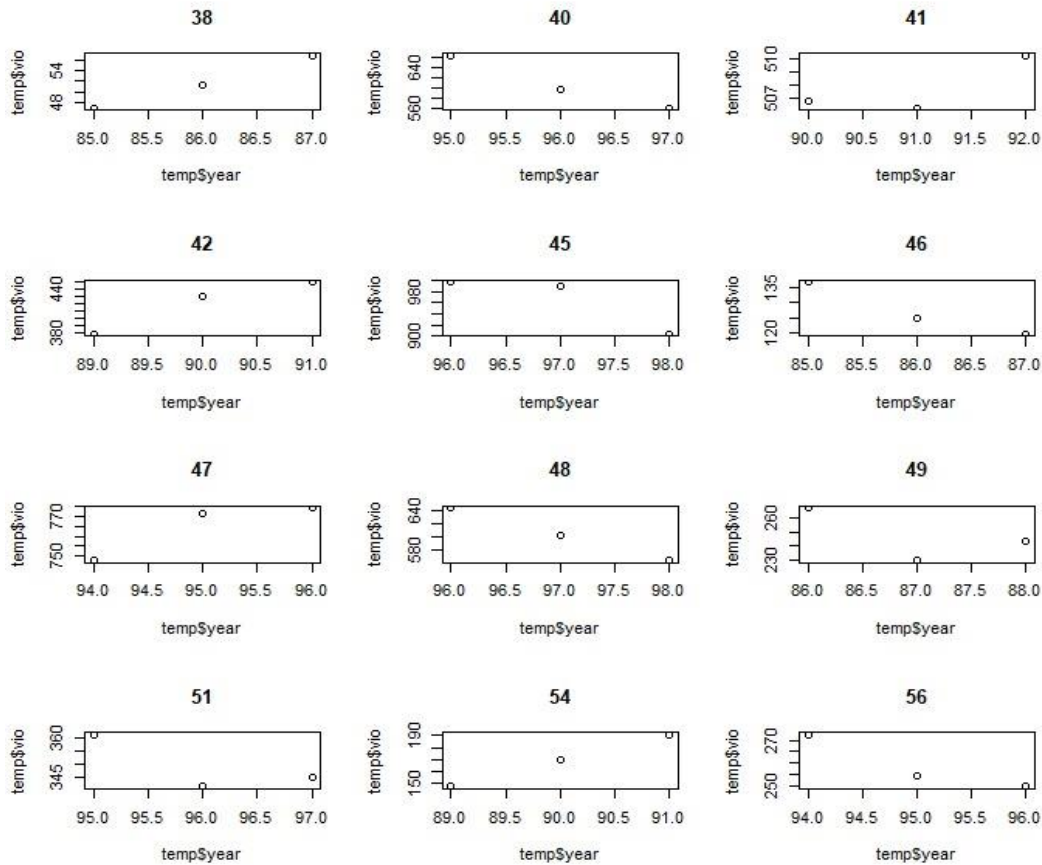 38 40 41
temp$vio 54 48 temp$vio 640 560 temp$vio 510 507
85.0 85.5 86.0 86.5 87.0 95.0 95.5 96.0 96.5 97.0 90.0 90.5 91.0 91.5 92.0
temp$year temp$year temp$year
42 45 46
temp$vio 440 380 temp$vio 980 900 temp$vio 135 120
89.0 89.5 90.0 90.5 91.0 96.0 96.5 97.0 97.5 98.0 85.0 85.5 86.0 86.5 87.0
temp$year temp$year temp$year
47 48 49
temp$vio 770 750 temp$vio 640 580 temp$vio 260 230
94.0 94.5 95.0 95.5 96.0 96.0 96.5 97.0 97.5 98.0 86.0 86.5 87.0 87.5 88.0
temp$year temp$year temp$year
51 54 56
temp$vio 360 345 temp$vio 190 150 temp$vio 270 250
95.0 95.5 96.0 96.5 97.0 89.0 89.5 90.0 90.5 91.0 94.0 94.5 95.0 95.5 96.0
temp$year temp$year temp$year